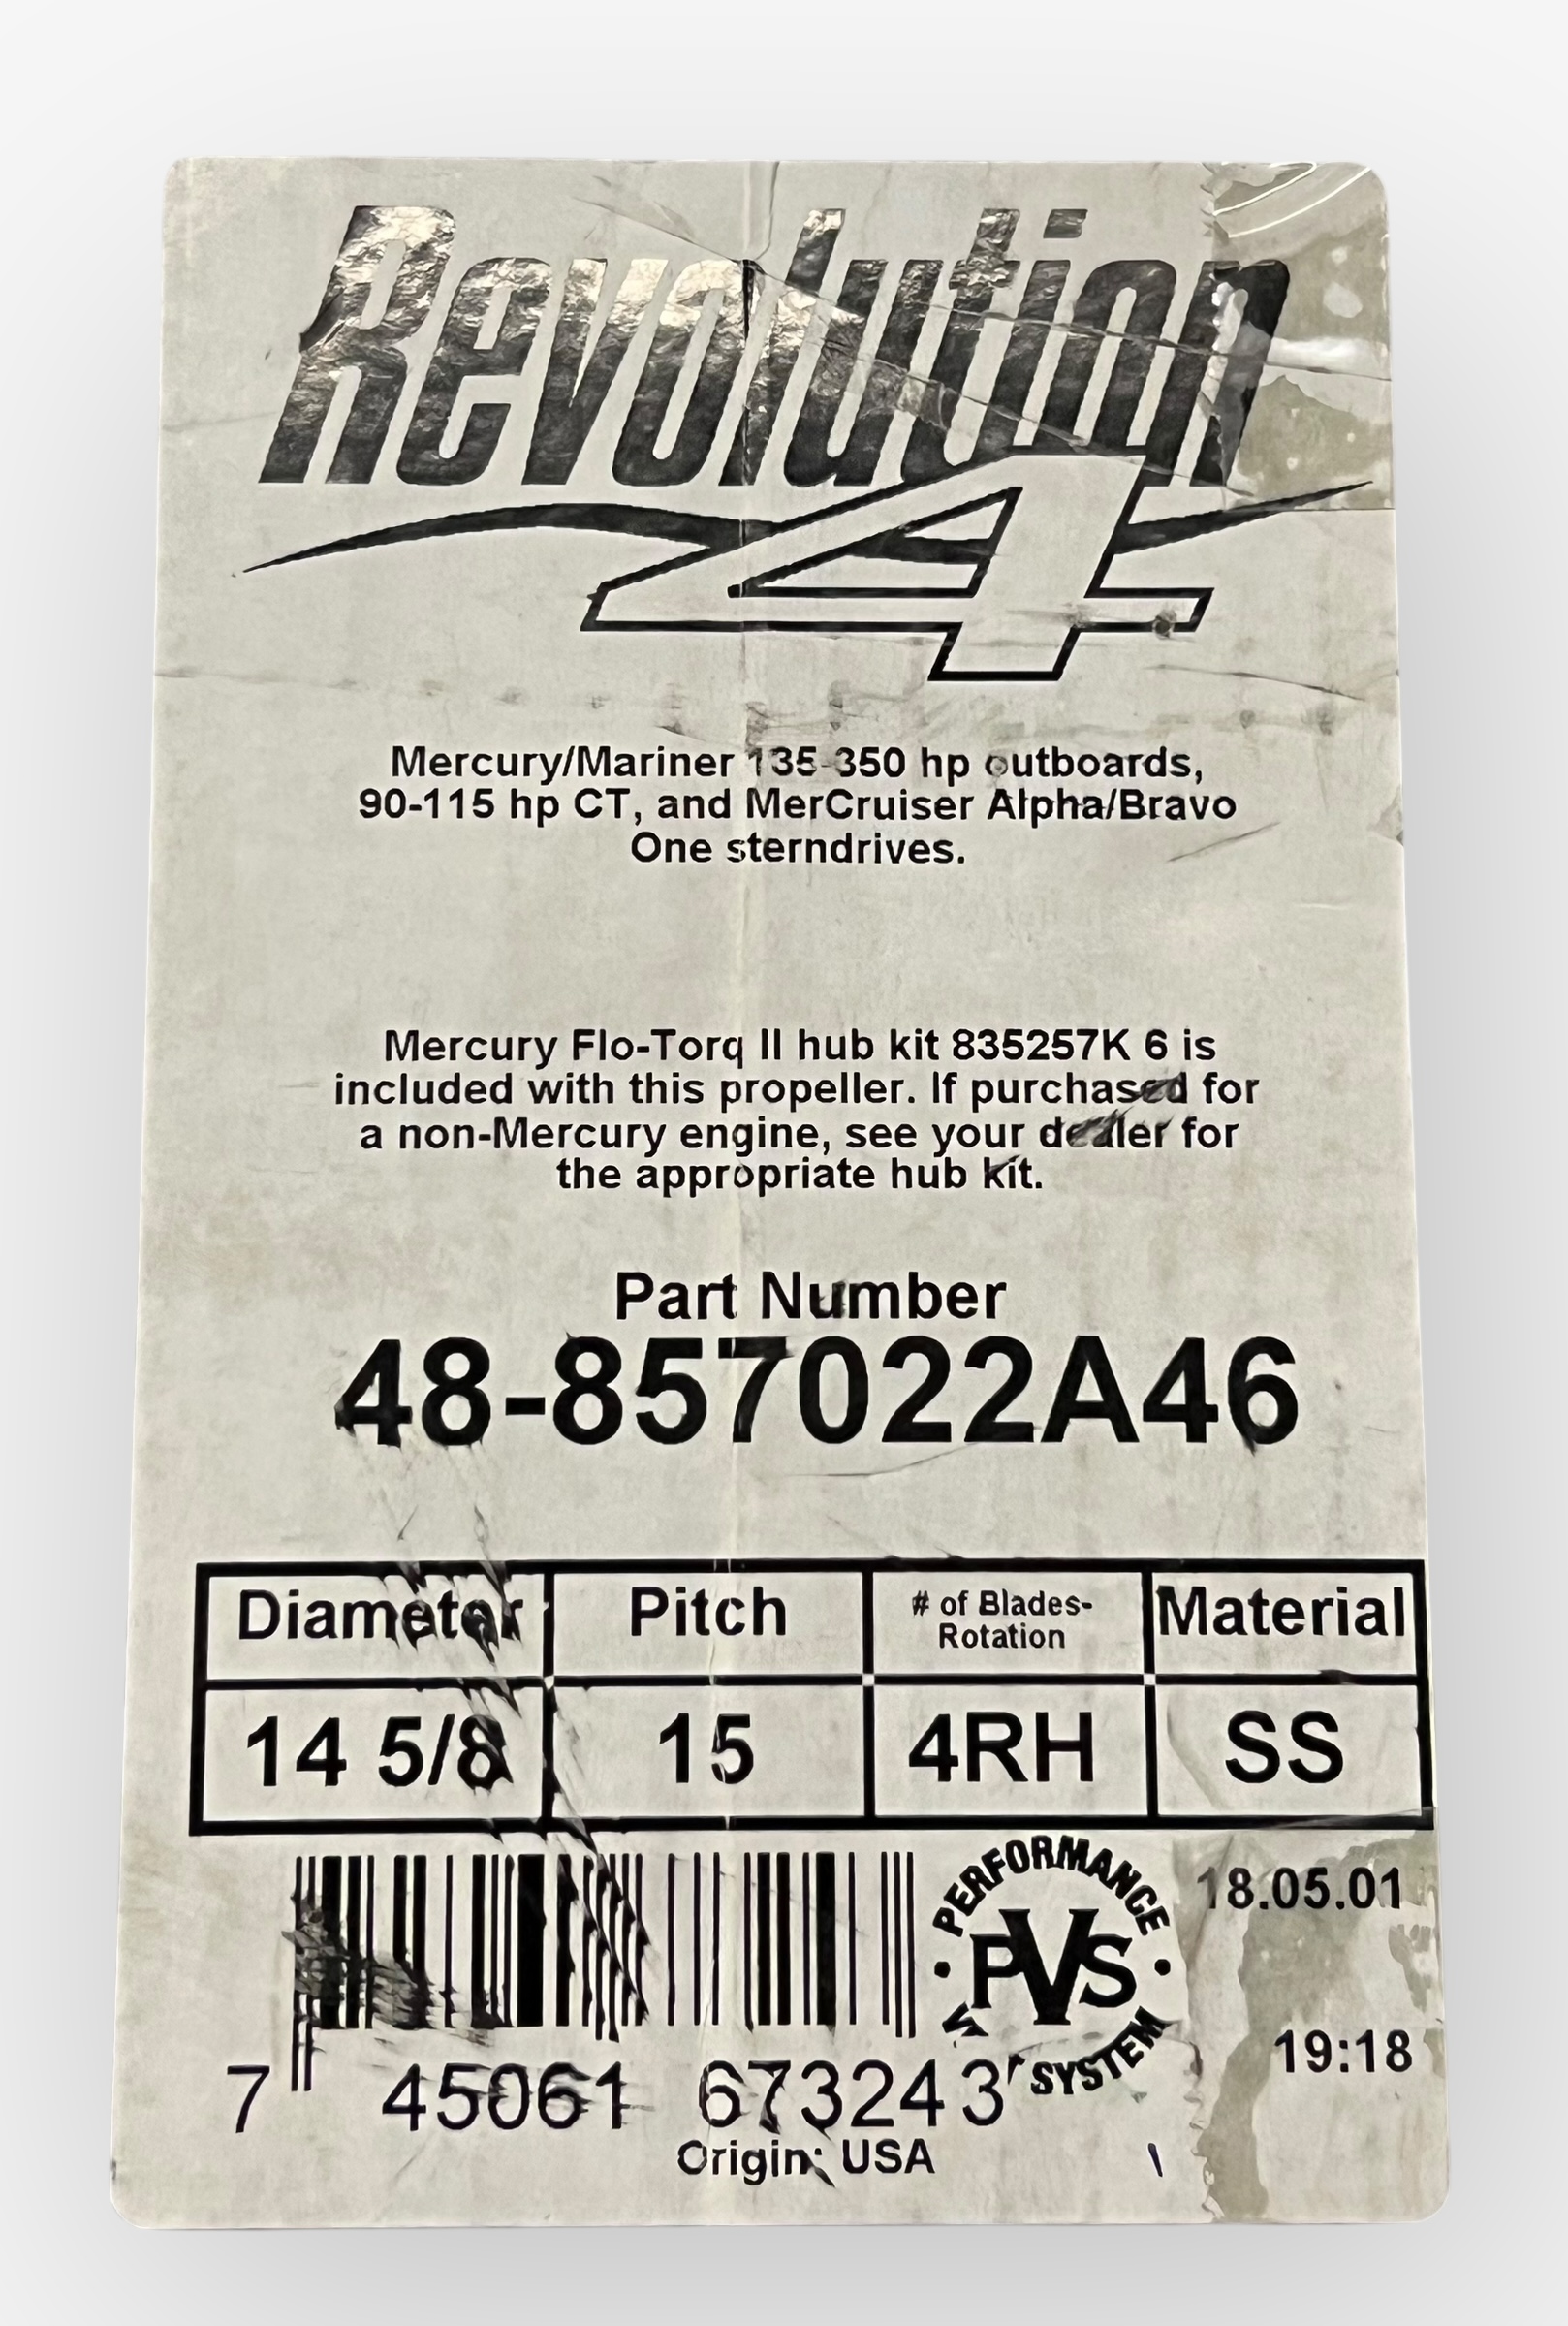 Revolution
4
Mercury/Mariner 135-350 hp outboards,
90-115 hp CT, and MerCruiser Alpha/Bravo
One sterndrives.
Mercury Flo-Torq II hub kit 835257K 6 is
included with this propeller. If purchased for
a non-Mercury engine, see your dealer for
the appropriate hub kit.
Part Number
48-857022A46
Diameter Pitch # of Blades- Material
Rotation
14 5/8 15 4RH SS
PERFORMANCE
PVS
SYSTEM
18.05.01
19:18
7 45061 67324 3
Origin: USA